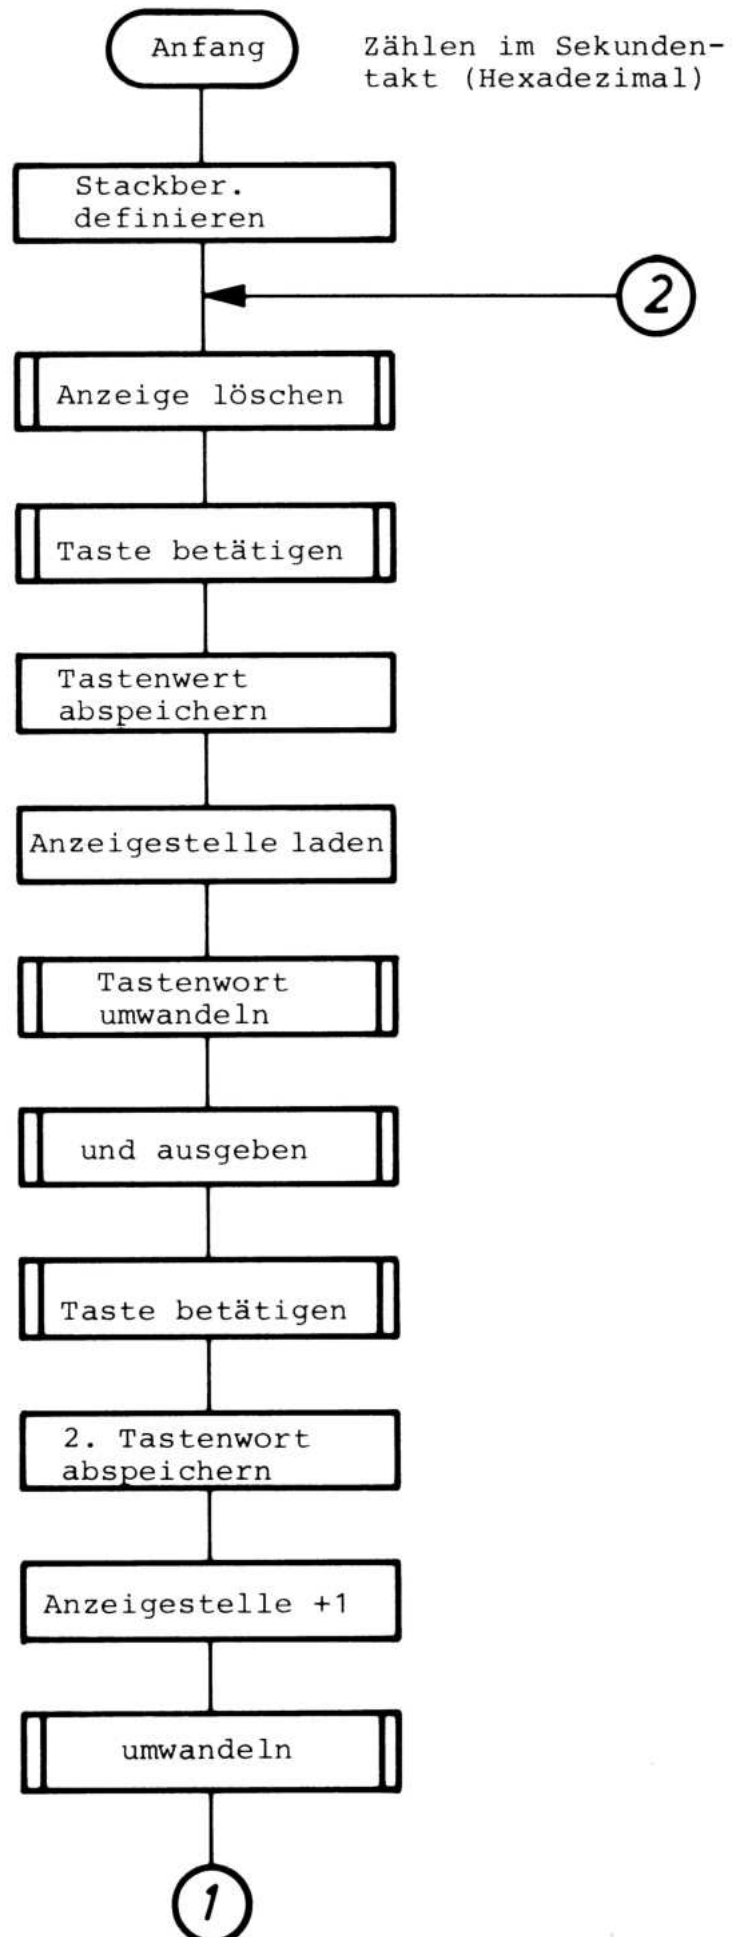 Anfang
Zählen im Sekunden-
takt (Hexadezimal)
Stackber.
definieren
2
Anzeige löschen
Taste betätigen
Tastenwert
abspeichern
Anzeigestelle laden
Tastenwort
umwandeln
und ausgeben
Taste betätigen
2. Tastenwort
abspeichern
Anzeigestelle +1
umwandeln
1